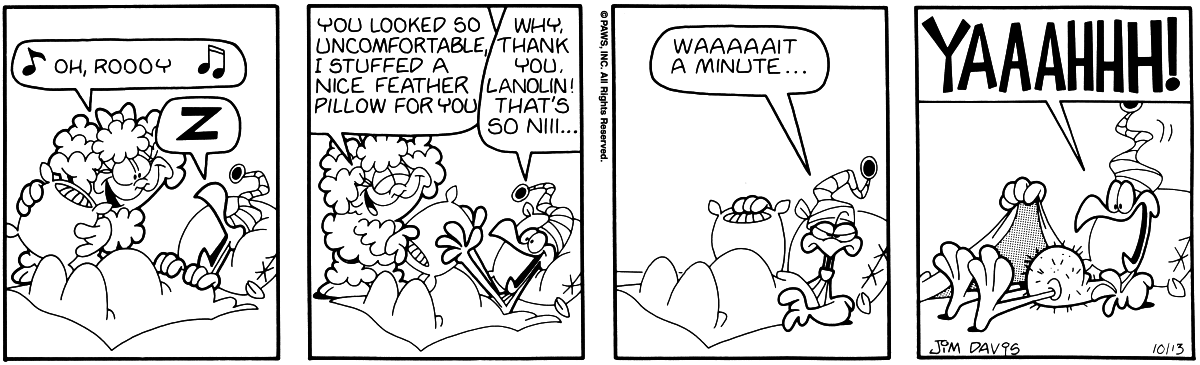 OH, ROOOY
Z
YOU LOOKED SO
UNCOMFORTABLE,
I STUFFED A
NICE FEATHER
PILLOW FOR YOU
WHY,
THANK
YOU,
LANOLIN!
THAT'S
SO NIII...
© PAWS, INC. All Rights Reserved.
WAAAAAIT
A MINUTE...
YAAAHHH!
JIM DAVIS
10/13